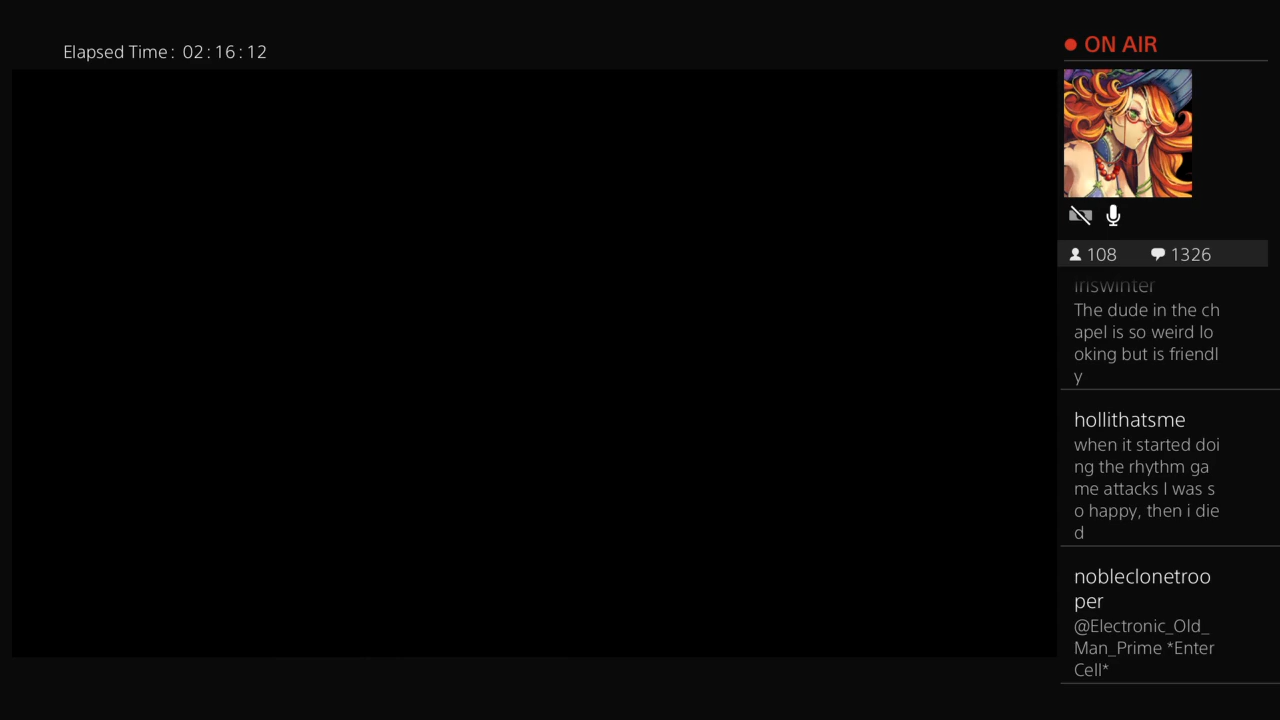 Elapsed Time: 02:16:12
ON AIR
108 1326
iriswinter
The dude in the ch
apel is so weird lo
oking but is friendl
y
hollithatsme
when it started doi
ng the rhythm ga
me attacks I was s
o happy, then i die
d
nobleclonetroo
per
@Electronic_Old_
Man_Prime *Enter
Cell*